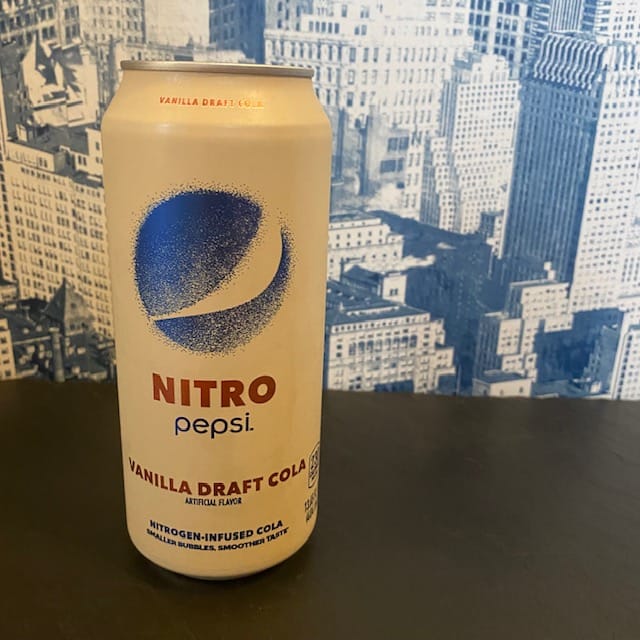 VANILLA DRAFT COLA
NITRO
pepsi.
VANILLA DRAFT COLA
ARTIFICIAL FLAVOR
NITROGEN-INFUSED COLA
SMALLER BUBBLES, SMOOTHER TASTE*